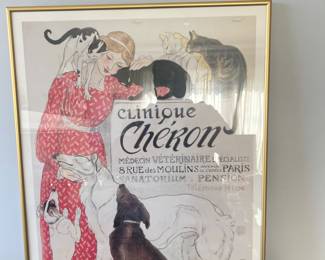 CLiNiQUE
Chéron
MÉDECIN VÉTÉRINAIRE
8 RUE DES MOULINS PARIS
SANATORIUM. PENSION